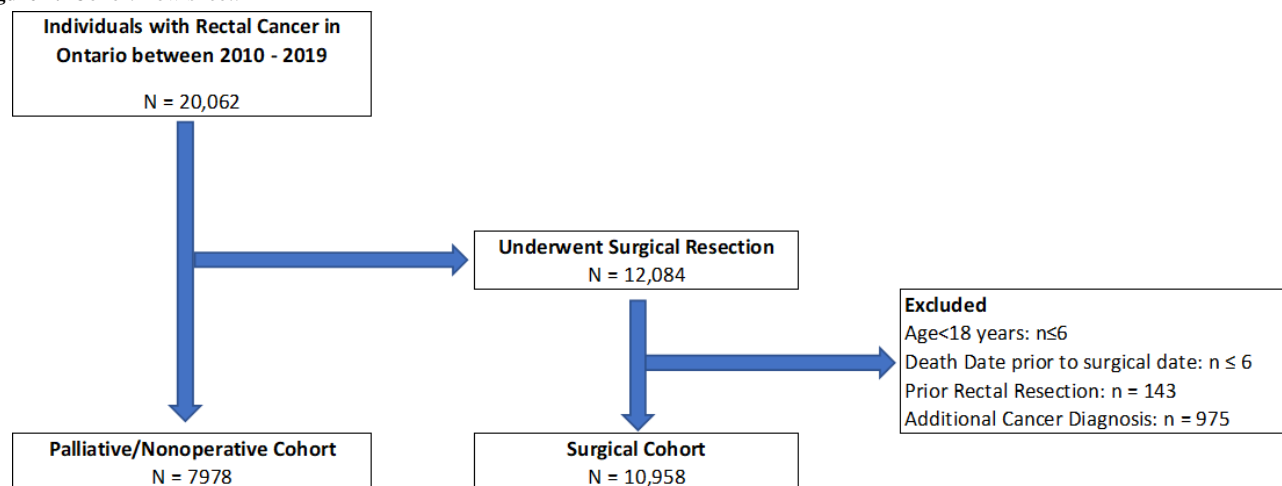 Individuals with Rectal Cancer in
Ontario between 2010 - 2019
N = 20,062
Underwent Surgical Resection
N = 12,084
Excluded
Age<18 years: n≤6
Death Date prior to surgical date: n ≤ 6
Prior Rectal Resection: n = 143
Additional Cancer Diagnosis: n = 975
Palliative/Nonoperative Cohort
N = 7978
Surgical Cohort
N = 10,958